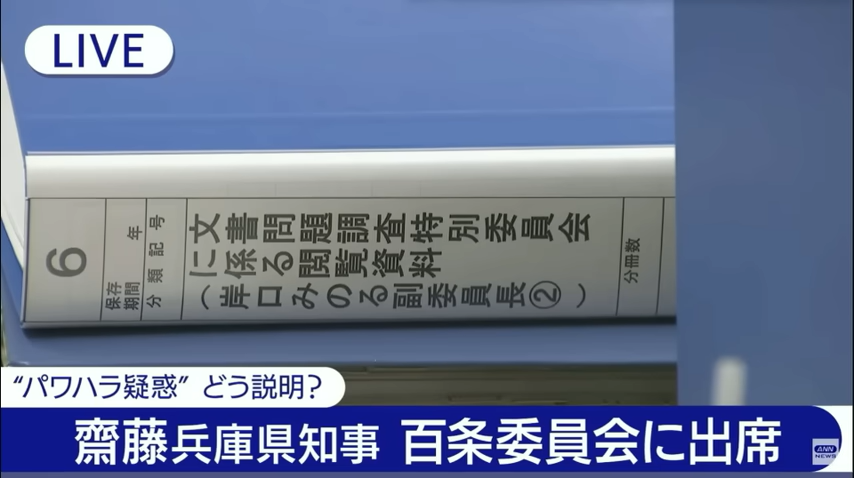 LIVE
6
年
保存
期間
分類記号
文書問題調査特別委員会
に係る閲覧資料
(岸口みのる副委員長②)
分冊数
“パワハラ疑惑” どう説明?
齋藤兵庫県知事 百条委員会に出席
ANN
NEWS